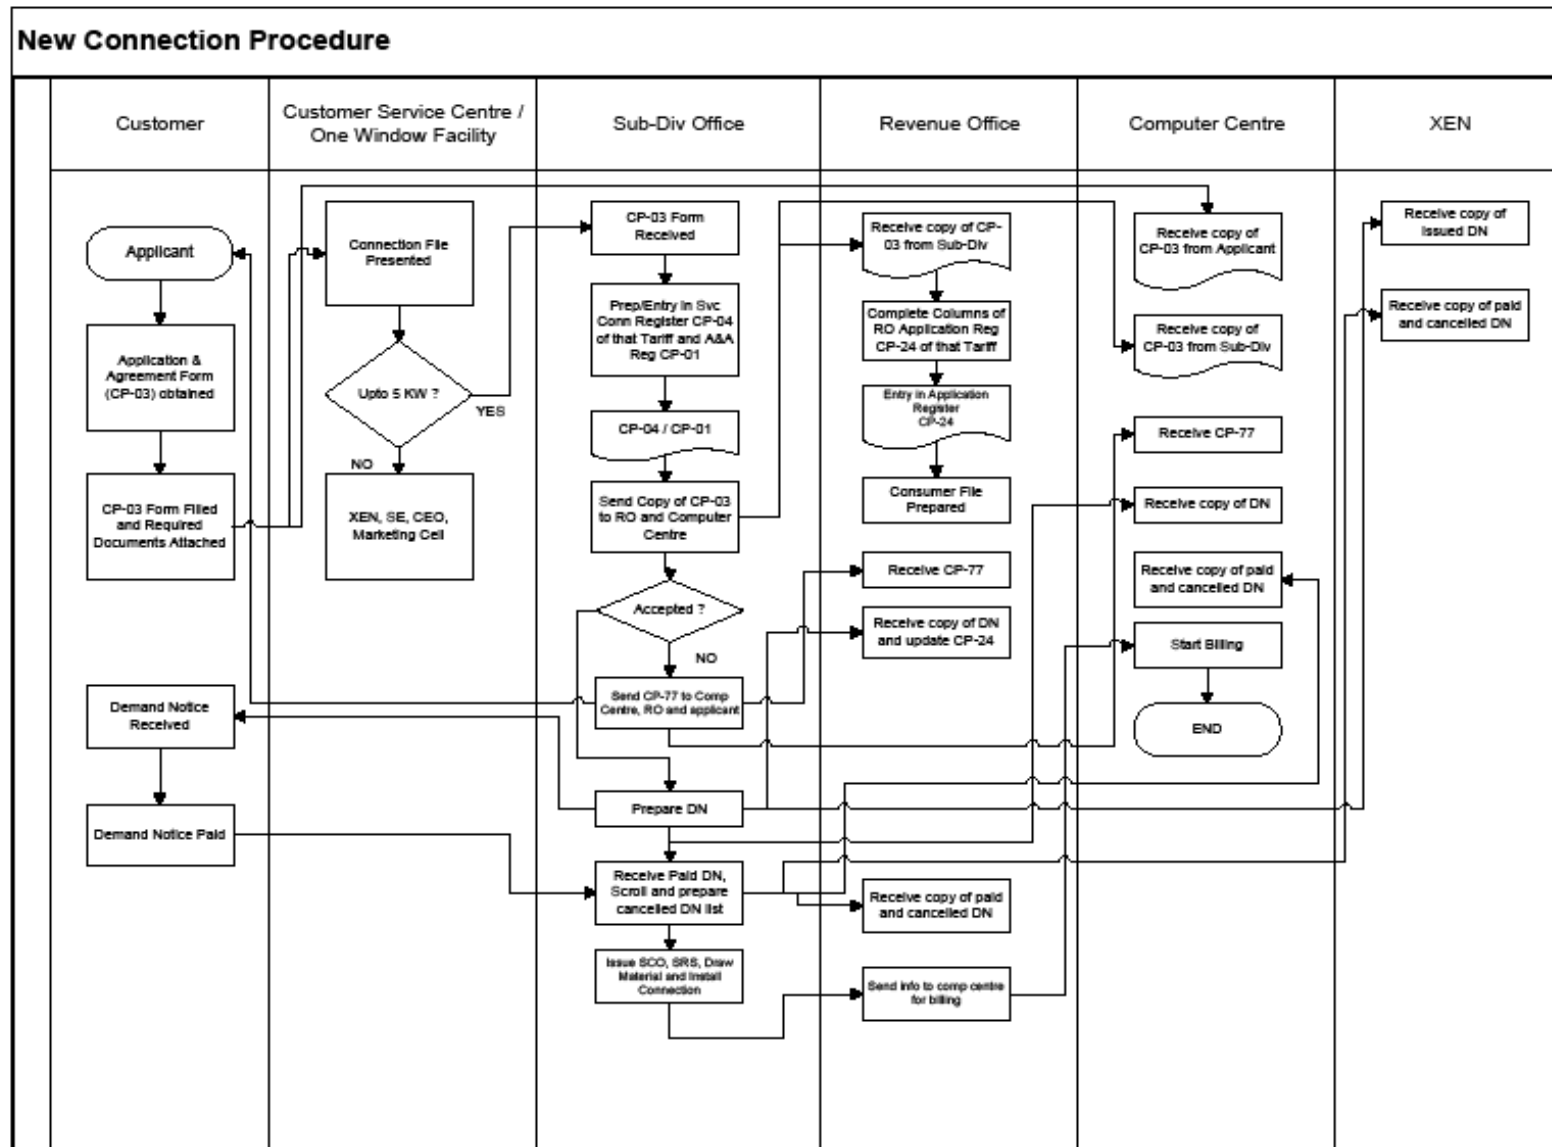 New Connection Procedure
Customer
Customer Service Centre /
One Window Facility
Sub-Div Office
Revenue Office
Computer Centre
XEN
Applicant
Application &
Agreement Form
(CP-03) obtained
CP-03 Form Filled
and Required
Documents Attached
Demand Notice
Received
Demand Notice Paid
Connection File
Presented
Upto 5 KW ?
YES
NO
XEN, SE, CEO,
Marketing Cell
CP-03 Form
Received
Prep/Entry in Svc
Conn Register CP-04
of that Tariff and A&A
Reg CP-01
CP-04 / CP-01
Send Copy of CP-03
to RO and Computer
Centre
Accepted ?
NO
Send CP-77 to Comp
Centre, RO and applicant
Prepare DN
Receive Paid DN,
Scroll and prepare
cancelled DN list
Issue SCO, SRS, Draw
Material and Install
Connection
Receive copy of CP-
03 from Sub-Div
Complete Columns of
RO Application Reg
CP-24 of that Tariff
Entry in Application
Register
CP-24
Consumer File
Prepared
Receive CP-77
Receive copy of DN
and update CP-24
Receive copy of paid
and cancelled DN
Send info to comp centre
for billing
Receive copy of
CP-03 from Applicant
Receive copy of
CP-03 from Sub-Div
Receive CP-77
Receive copy of DN
Receive copy of paid
and cancelled DN
Start Billing
END
Receive copy of
Issued DN
Receive copy of paid
and cancelled DN